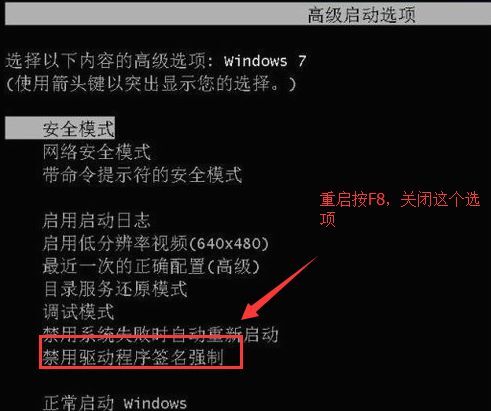 高级启动选项
选择以下内容的高级选项: Windows 7
(使用箭头键以突出显示您的选择。)
安全模式
网络安全模式
带命令提示符的安全模式
重启按F8，关闭这个选
项
启用启动日志
启用低分辨率视频(640x480)
最近一次的正确配置(高级)
目录服务还原模式
调试模式
禁用系统失败时自动重新启动
禁用驱动程序签名强制
正常启动 Windows